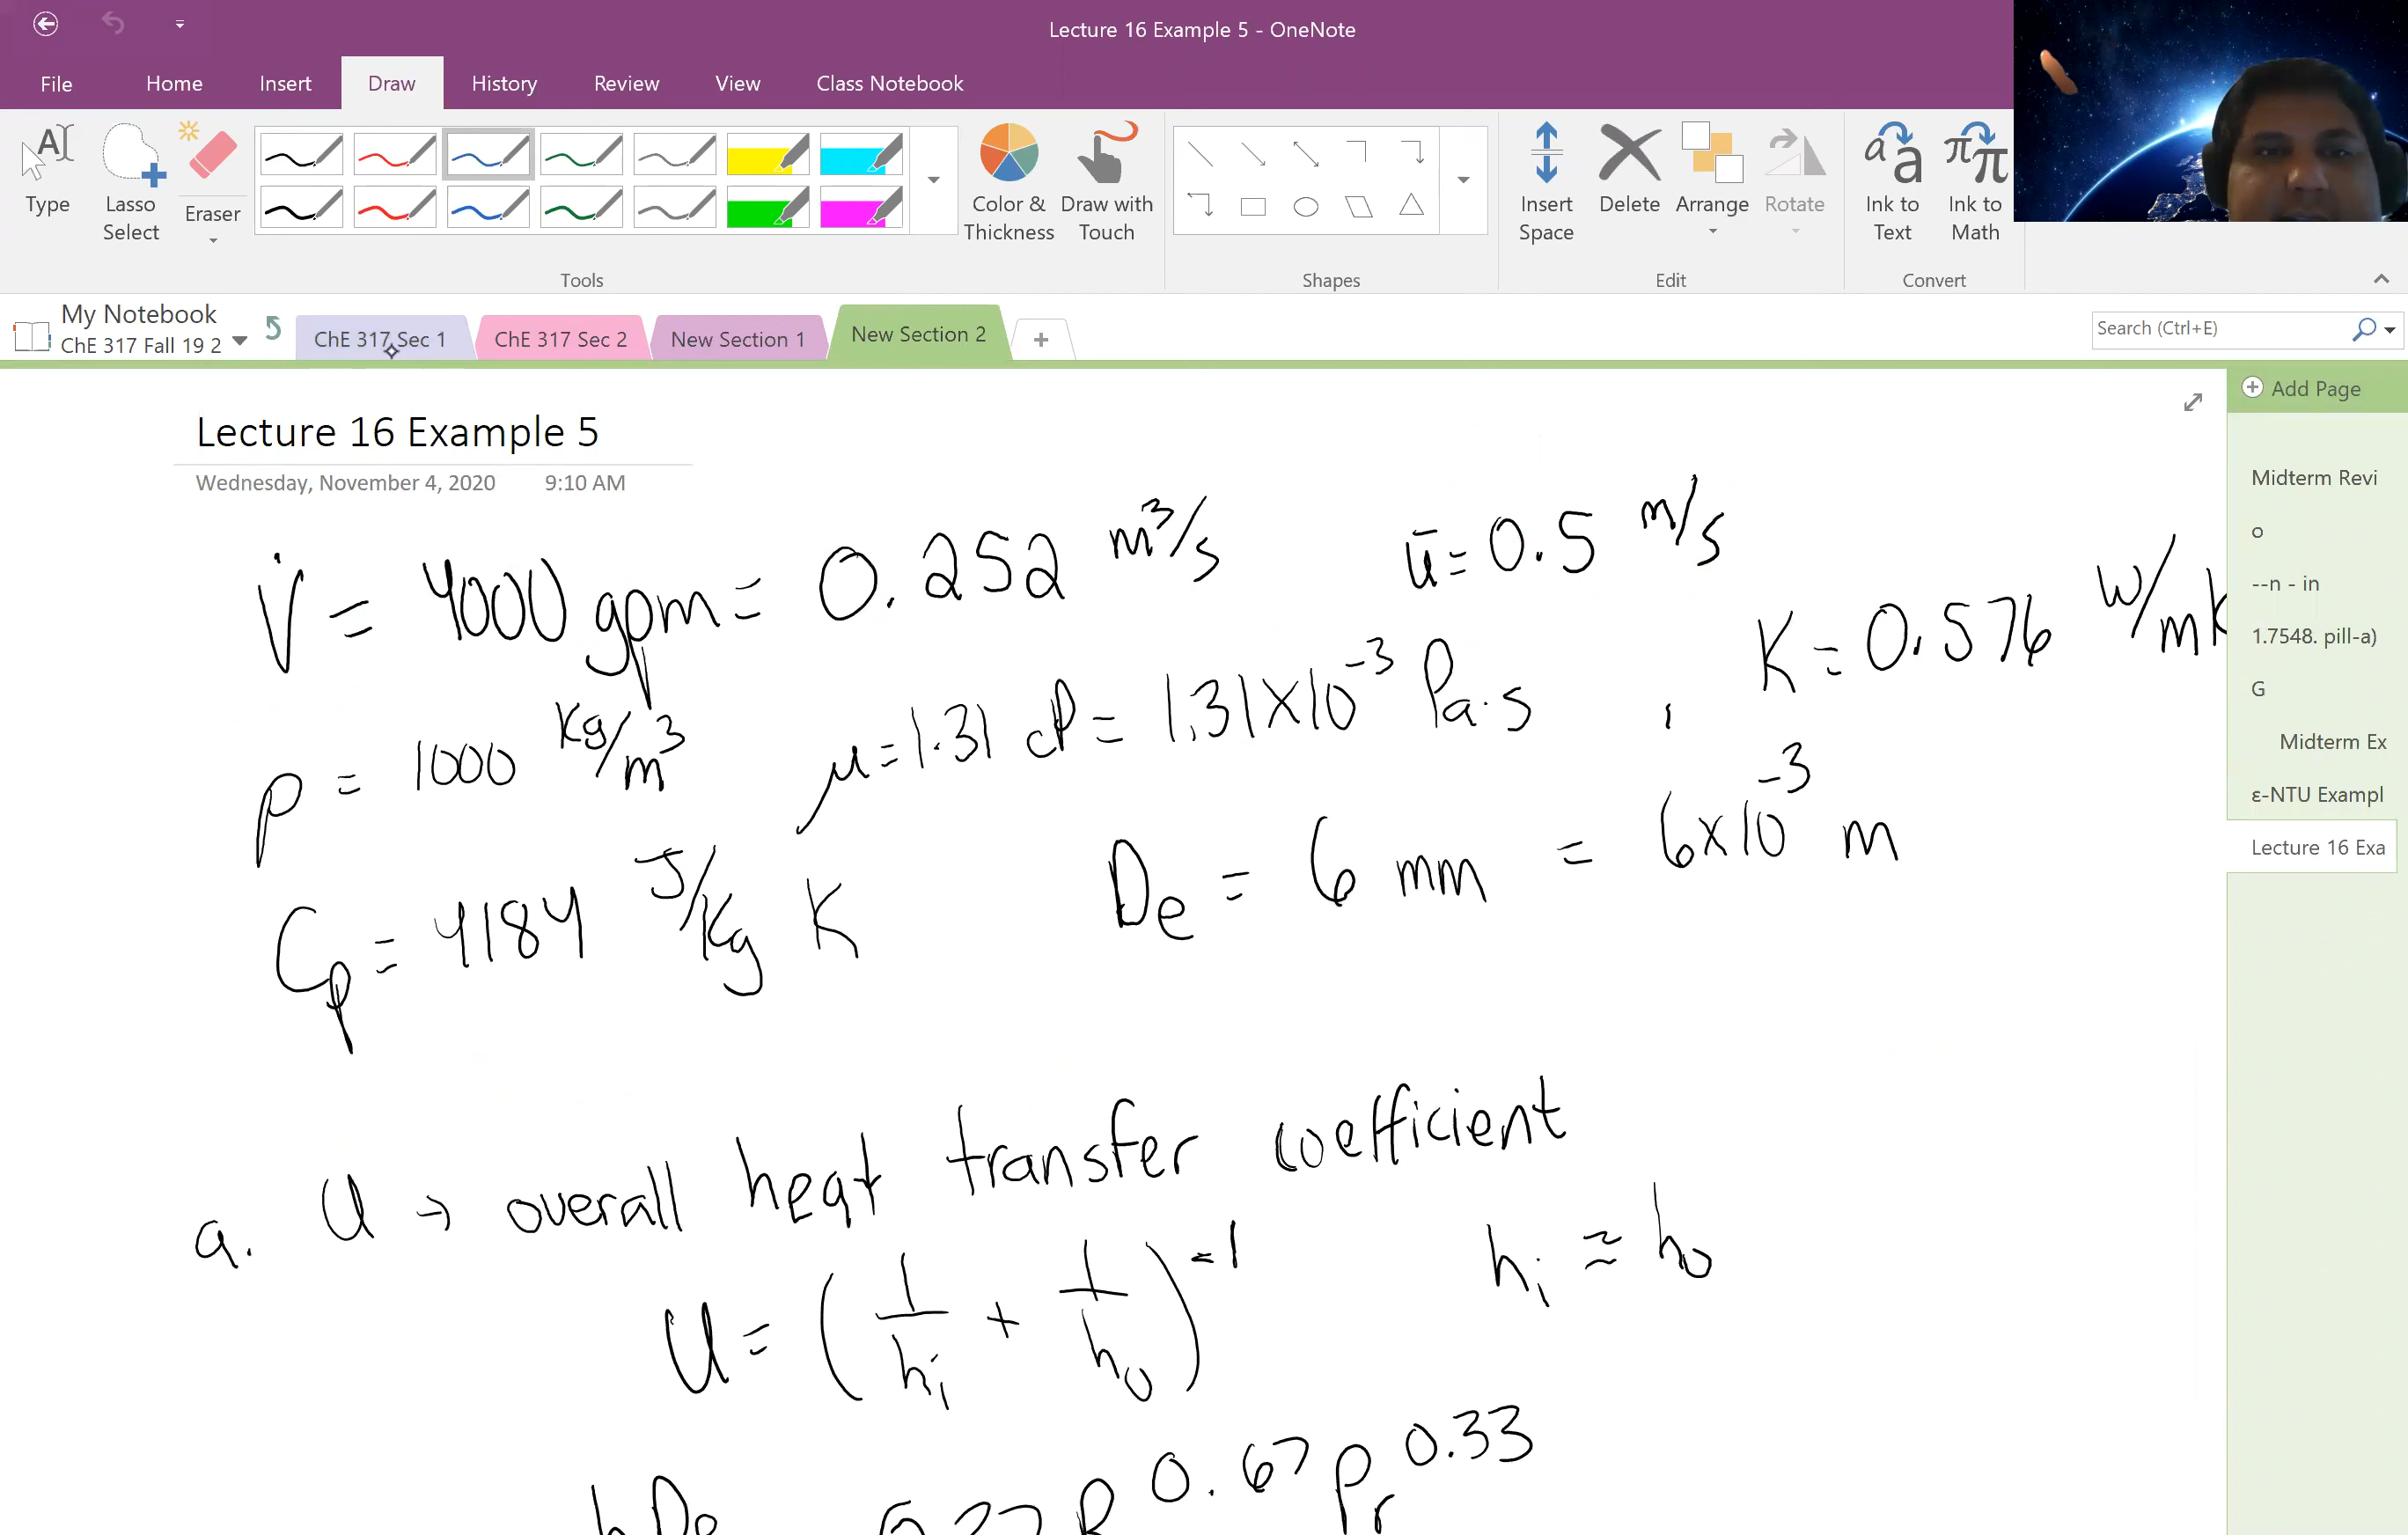 Lecture 16 Example 5 - OneNote
File Home Insert Draw History Review View Class Notebook
Type
Lasso Select
Eraser
Color & Thickness
Draw with Touch
Insert Space
Delete
Arrange
Rotate
Ink to Text
Ink to Math
Tools Shapes Edit Convert
My Notebook
ChE 317 Fall 19 2
ChE 317 Sec 1
ChE 317 Sec 2
New Section 1
New Section 2
Search (Ctrl+E)
Add Page
Midterm Revi
o
--n - in
1.7548. pill-a)
G
Midterm Ex
ε-NTU Exampl
Lecture 16 Exa
Lecture 16 Example 5
Wednesday, November 4, 2020 9:10 AM
V̇ = 4000 gpm = 0.252 m³/s ū = 0.5 m/s
ρ = 1000 Kg/m³ μ = 1.31 cP = 1.31×10⁻³ Pa·s , K = 0.576 W/mK
Cp = 4184 J/Kg K De = 6 mm = 6×10⁻³ m
a. U → overall heat transfer coefficient
U = (1/hi + 1/ho)⁻¹ hi ≈ ho
hDe R 0.67 Pr 0.33